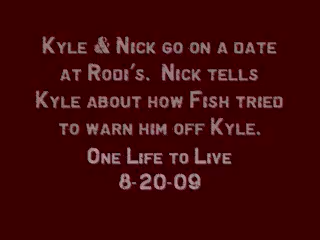 Kyle & Nick go on a date
at Rodi's. Nick tells
Kyle about how Fish tried
to warn him off Kyle.
One Life to Live
8-20-09